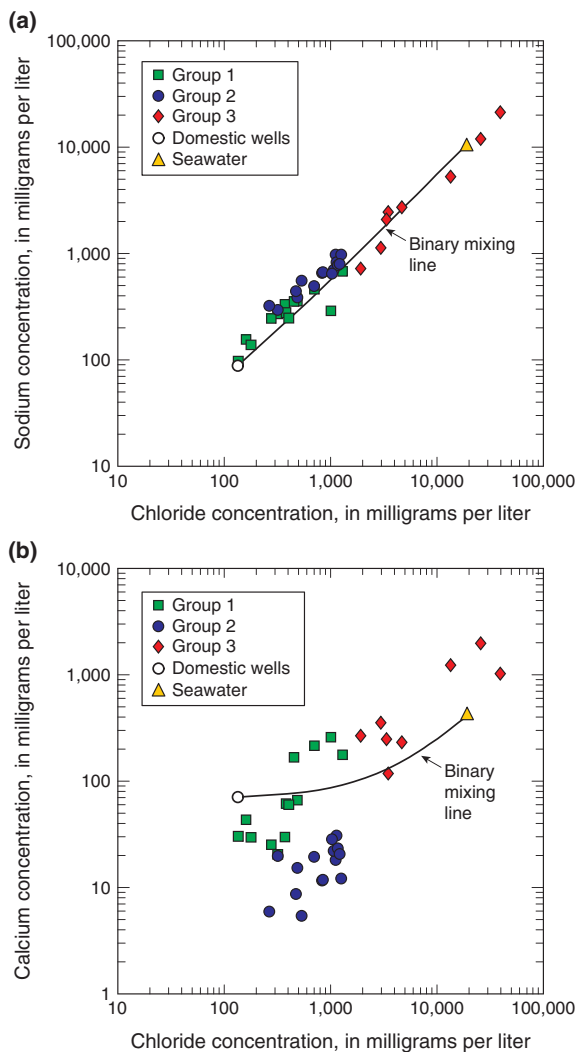 (a)
100,000
10,000
1,000
100
10
Sodium concentration, in milligrams per liter
Group 1
Group 2
Group 3
Domestic wells
Seawater
Binary mixing
line
10
100
1,000
10,000
100,000
Chloride concentration, in milligrams per liter
(b)
10,000
1,000
100
10
1
Calcium concentration, in milligrams per liter
Group 1
Group 2
Group 3
Domestic wells
Seawater
Binary
mixing
line
10
100
1,000
10,000
100,000
Chloride concentration, in milligrams per liter